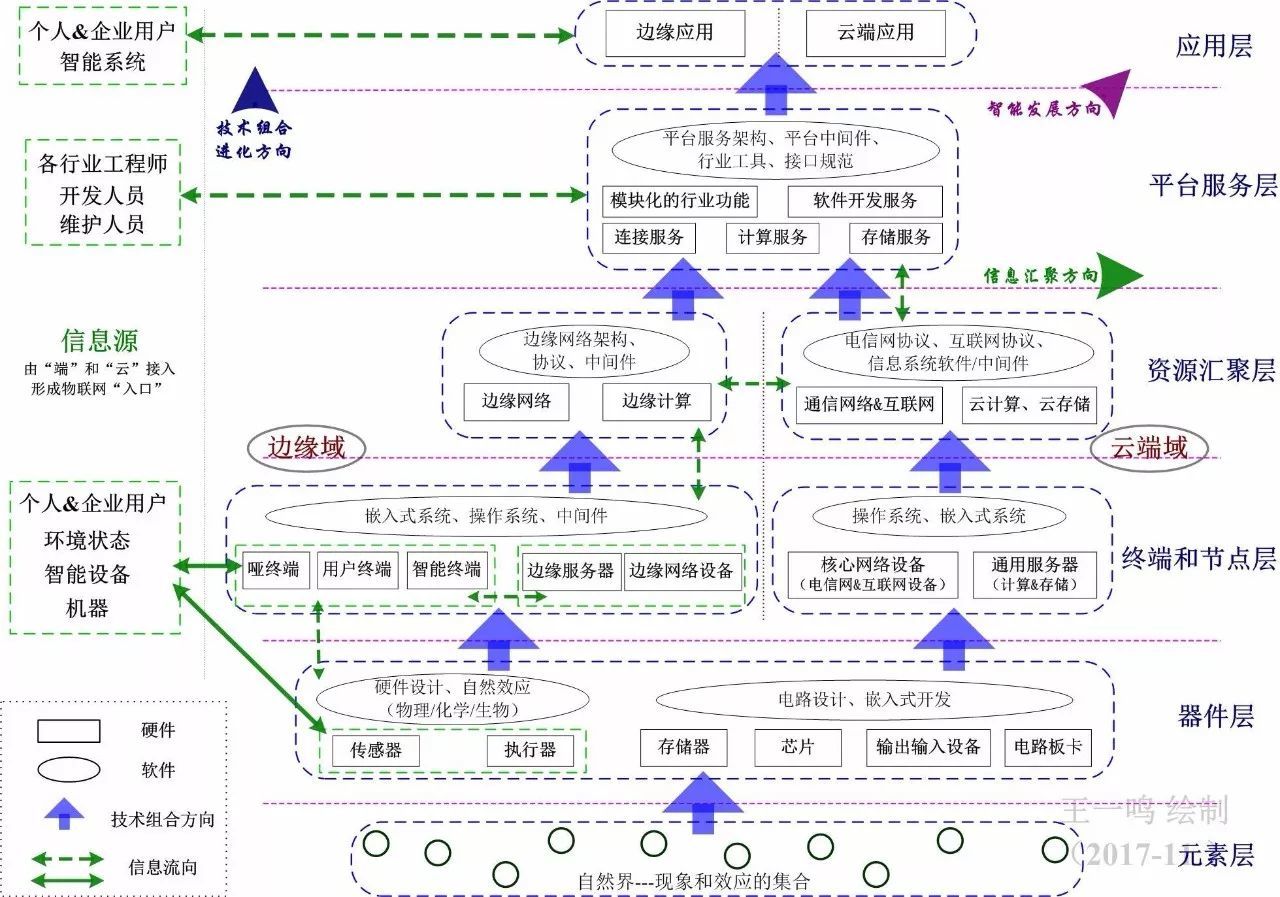 个人&企业用户
智能系统
边缘应用
云端应用
应用层
技术组合
进化方向
智能发展方向
各行业工程师
开发人员
维护人员
平台服务架构、平台中间件、
行业工具、接口规范
模块化的行业功能
软件开发服务
连接服务
计算服务
存储服务
平台服务层
信息汇聚方向
信息源
由“端”和“云”接入
形成物联网“入口”
边缘网络架构、
协议、中间件
边缘网络
边缘计算
电信网协议、互联网协议、
信息系统软件/中间件
通信网络&互联网
云计算、云存储
资源汇聚层
边缘域
云端域
个人&企业用户
环境状态
智能设备
机器
嵌入式系统、操作系统、中间件
哑终端
用户终端
智能终端
边缘服务器
边缘网络设备
操作系统、嵌入式系统
核心网络设备
（电信网&互联网设备）
通用服务器
（计算&存储）
终端和节点层
硬件设计、自然效应
（物理/化学/生物）
传感器
执行器
电路设计、嵌入式开发
存储器
芯片
输出输入设备
电路板卡
器件层
硬件
软件
技术组合方向
信息流向
王一鸣 绘制
自然界---现象和效应的集合
元素层